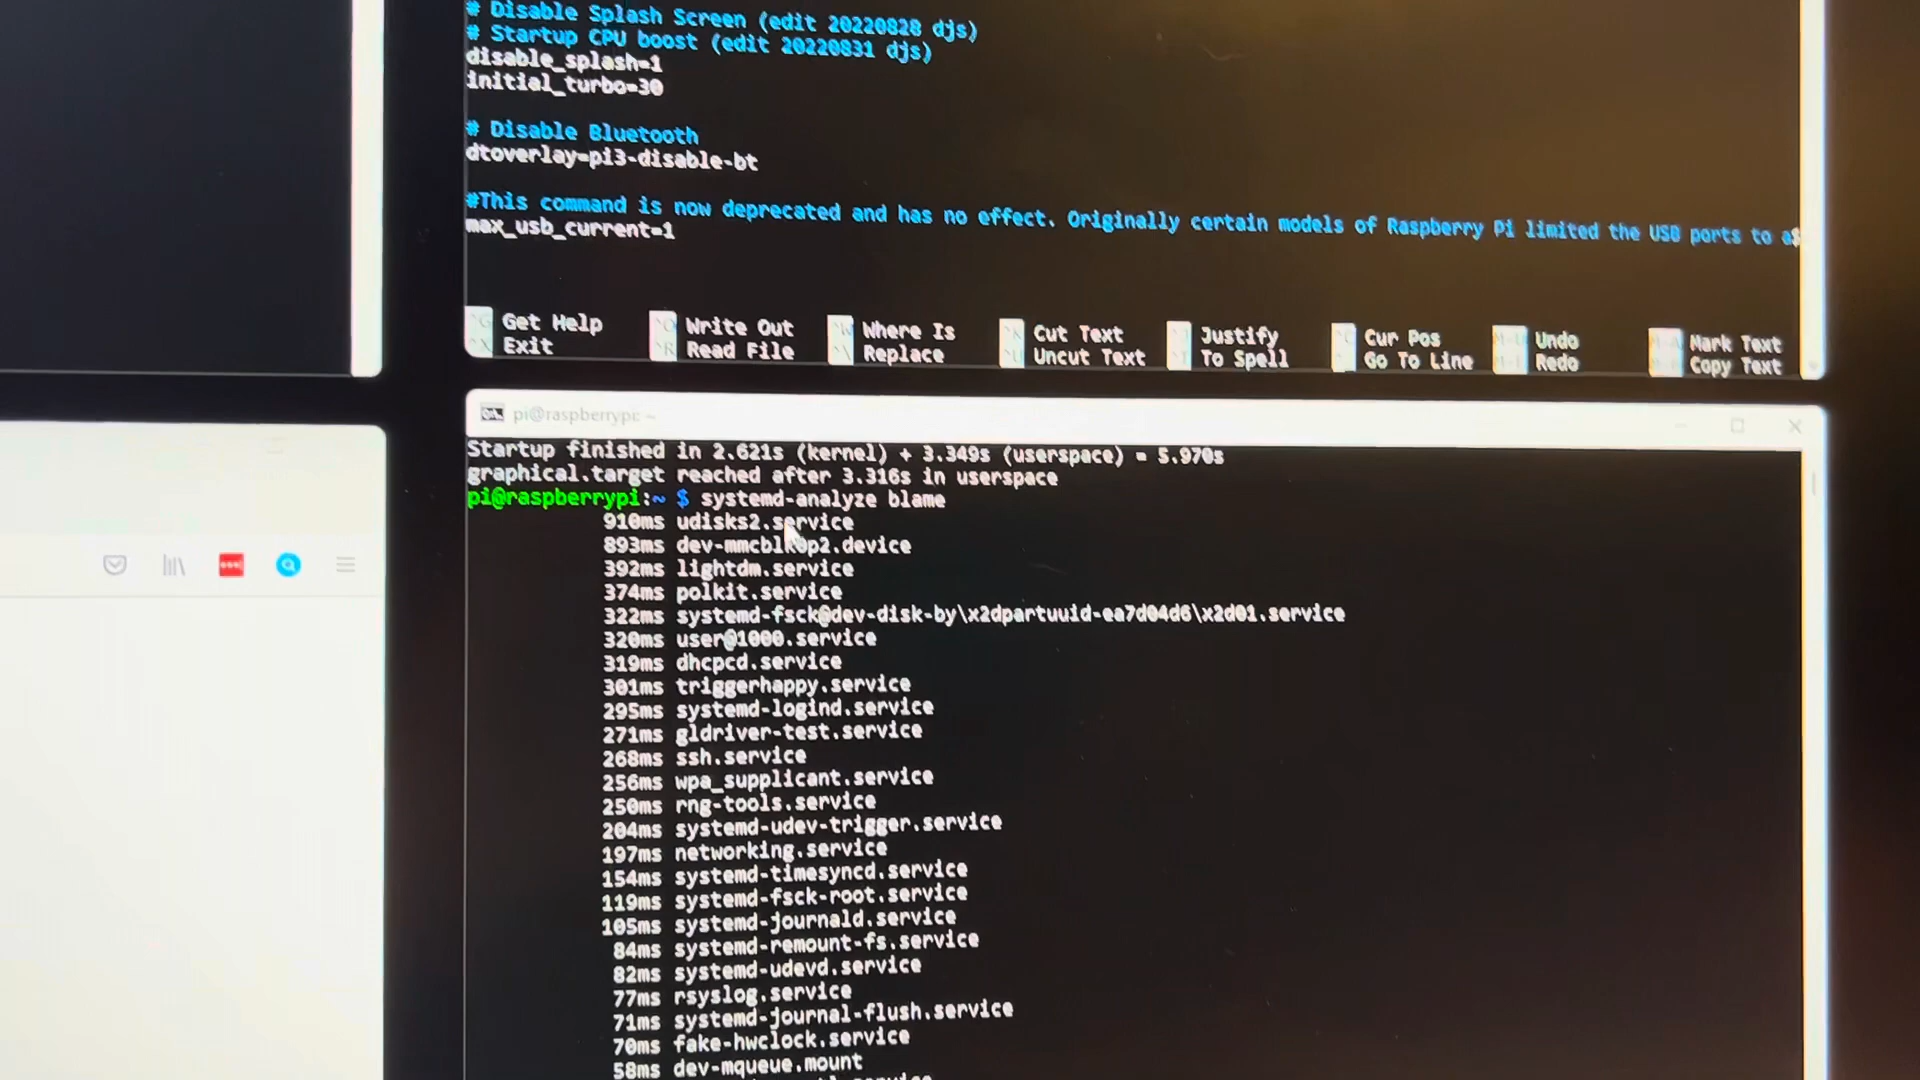 # Disable Splash Screen (edit 20220828 djs)
# Startup CPU boost (edit 20220831 djs)
disable_splash=1
initial_turbo=30
# Disable Bluetooth
dtoverlay=pi3-disable-bt
#This command is now deprecated and has no effect. Originally certain models of Raspberry Pi limited the USB ports to a$
max_usb_current=1
^G Get Help ^O Write Out ^W Where Is ^K Cut Text ^J Justify ^C Cur Pos M-U Undo M-A Mark Text
^X Exit ^R Read File ^\ Replace ^U Uncut Text ^T To Spell Go To Line M-E Redo Copy Text
pi@raspberrypi: ~
Startup finished in 2.621s (kernel) + 3.349s (userspace) = 5.970s
graphical.target reached after 3.316s in userspace
pi@raspberrypi:~ $ systemd-analyze blame
910ms udisks2.service
893ms dev-mmcblk0p2.device
392ms lightdm.service
374ms polkit.service
322ms systemd-fsck@dev-disk-by\x2dpartuuid-ea7d04d6\x2d01.service
320ms user@1000.service
319ms dhcpcd.service
301ms triggerhappy.service
295ms systemd-logind.service
271ms gldriver-test.service
268ms ssh.service
256ms wpa_supplicant.service
250ms rng-tools.service
204ms systemd-udev-trigger.service
197ms networking.service
154ms systemd-timesyncd.service
119ms systemd-fsck-root.service
105ms systemd-journald.service
84ms systemd-remount-fs.service
82ms systemd-udevd.service
77ms rsyslog.service
71ms systemd-journal-flush.service
70ms fake-hwclock.service
58ms dev-mqueue.mount